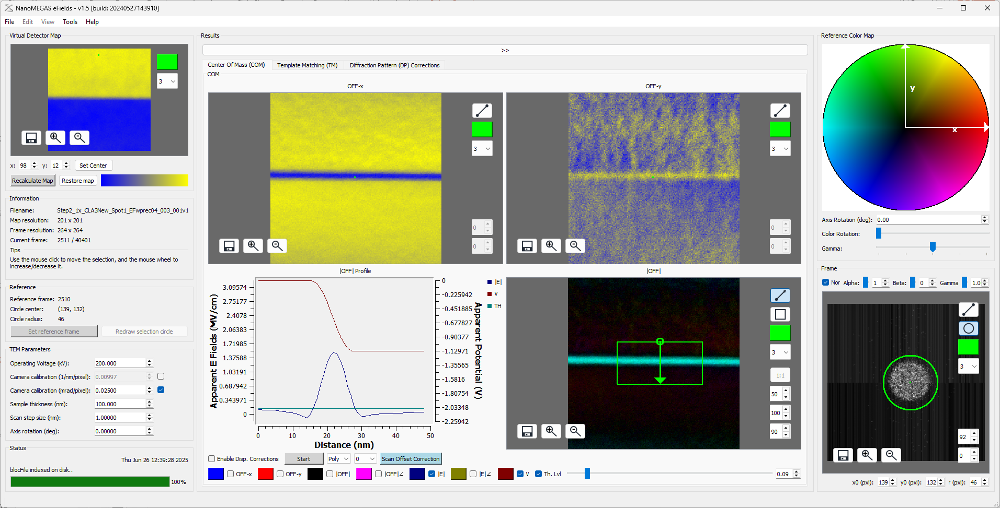 NanoMEGAS eFields - v1.5 [build: 20240527143910]
File Edit View Tools Help
Virtual Detector Map
3
x: 98 y: 12 Set Center
Recalculate Map Restore map
Information
Filename: Step2_1x_CLA3New_Spot1_EFwprec04_003_001v1
Map resolution: 201 x 201
Frame resolution: 264 x 264
Current frame: 2511 / 40401
Tips
Use the mouse click to move the selection, and the mouse wheel to
increase/decrease it.
Reference
Reference frame: 2510
Circle center: (139, 132)
Circle radius: 46
Set reference frame Redraw selection circle
TEM Parameters
Operating Voltage (kV): 200.000
Camera calibration (1/nm/pixel): 0.00997
Camera calibration (mrad/pixel): 0.02500
Sample thickness (nm): 100.000
Scan step size (nm): 1.00000
Axis rotation (deg): 0.00000
Status
Thu Jun 26 12:39:28 2025
blocFile indexed on disk..
100%
Results
>>
Center Of Mass (COM) Template Matching (TM) Diffraction Pattern (DP) Corrections
COM
OFF-x
3
0
0
OFF-y
3
0
0
|OFF| Profile
Apparent E Fields (MV/cm)
3.09574
2.75177
2.4078
2.06383
1.71985
1.37588
1.03191
0.687942
0.343971
0
0 10 20 30 40 50
Distance (nm)
0
-0.225942
-0.451885
-0.677827
-0.90377
-1.12971
-1.35565
-1.5816
-1.80754
-2.03348
-2.25942
Apparent Potential (V)
|E|
V
TH
|OFF|
3
1:1
50
100
90
Enable Disp. Corrections Start Poly 0 Scan Offset Correction
OFF-x OFF-y |OFF| |OFF|∠ |E| |E|∠ V Th. Lvl 0.09
Reference Color Map
y
x
Axis Rotation (deg): 0.00
Color Rotation:
Gamma:
Frame
Nor Alpha: 1 Beta: 0 Gamma 1.0
3
92
0
x0 (pxl): 139 y0 (pxl): 132 r (pxl): 46